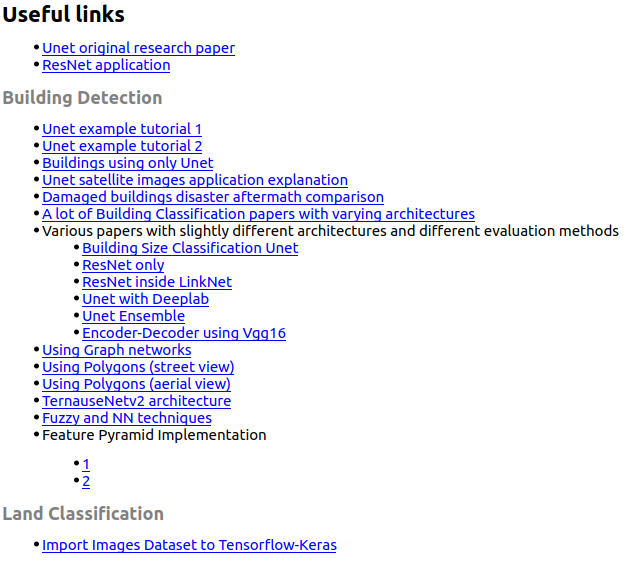 Useful links
Unet original research paper
ResNet application
Building Detection
Unet example tutorial 1
Unet example tutorial 2
Buildings using only Unet
Unet satellite images application explanation
Damaged buildings disaster aftermath comparison
A lot of Building Classification papers with varying architectures
Various papers with slightly different architectures and different evaluation methods
Building Size Classification Unet
ResNet only
ResNet inside LinkNet
Unet with Deeplab
Unet Ensemble
Encoder-Decoder using Vgg16
Using Graph networks
Using Polygons (street view)
Using Polygons (aerial view)
TernauseNetv2 architecture
Fuzzy and NN techniques
Feature Pyramid Implementation
1
2
Land Classification
Import Images Dataset to Tensorflow-Keras